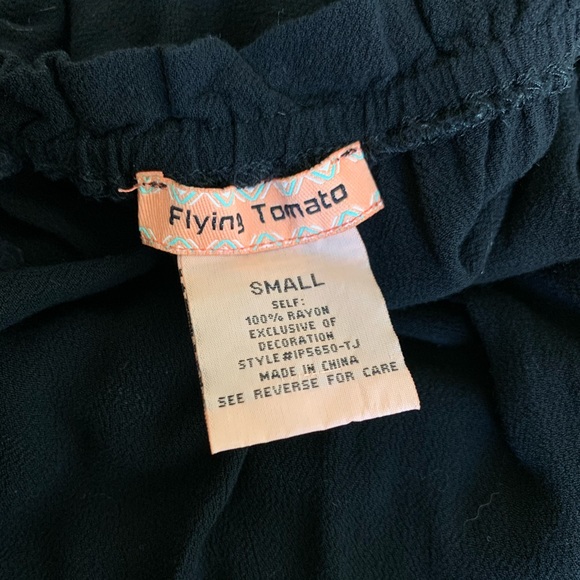 Flying Tomato
SMALL
SELF:
100% RAYON
EXCLUSIVE OF
DECORATION
STYLE#IP5650-TJ
MADE IN CHINA
SEE REVERSE FOR CARE